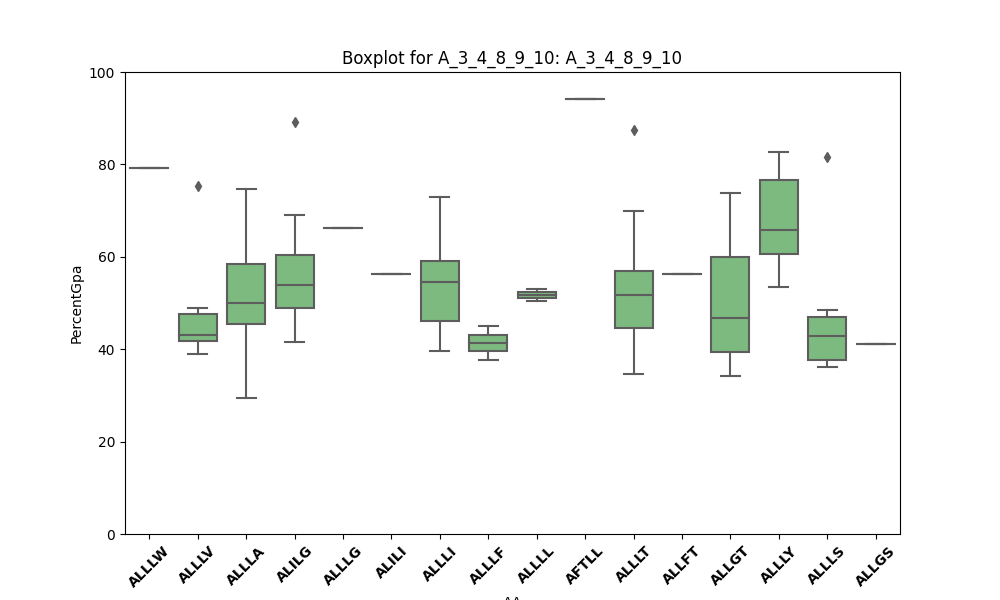 Boxplot for A_3_4_8_9_10: A_3_4_8_9_10
PercentGpa
100
80
60
40
20
0
ALLLW ALLLV ALLLA ALILG ALLLG ALILI ALLLI ALLLF ALLLL AFTLL ALLLT ALLFT ALLGT ALLLY ALLLS ALLGS